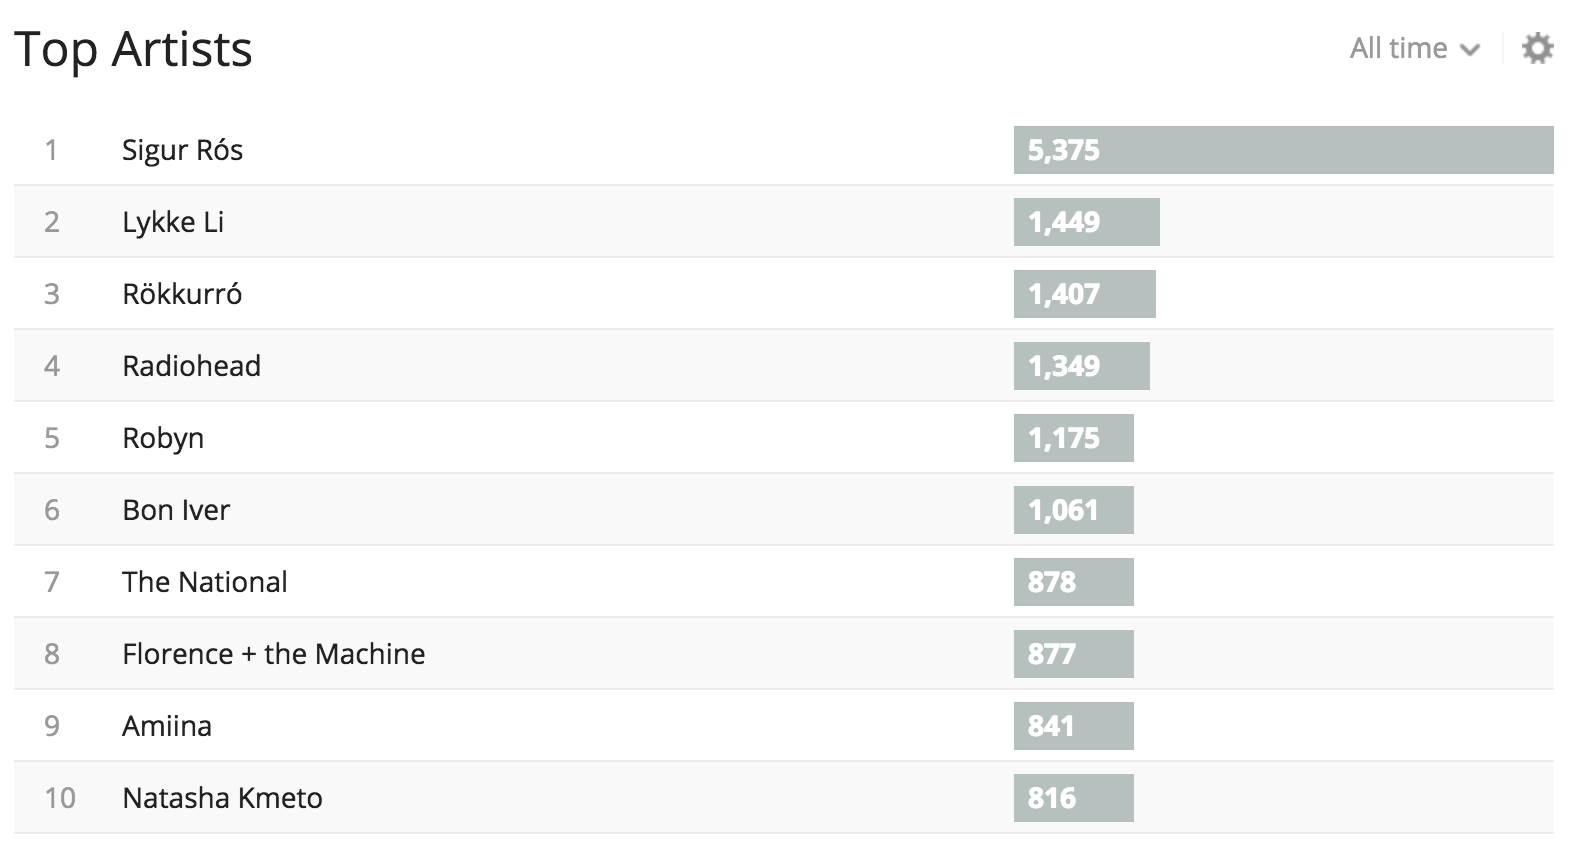 Top Artists
All time
1 Sigur Rós 5,375
2 Lykke Li 1,449
3 Rökkurró 1,407
4 Radiohead 1,349
5 Robyn 1,175
6 Bon Iver 1,061
7 The National 878
8 Florence + the Machine 877
9 Amiina 841
10 Natasha Kmeto 816